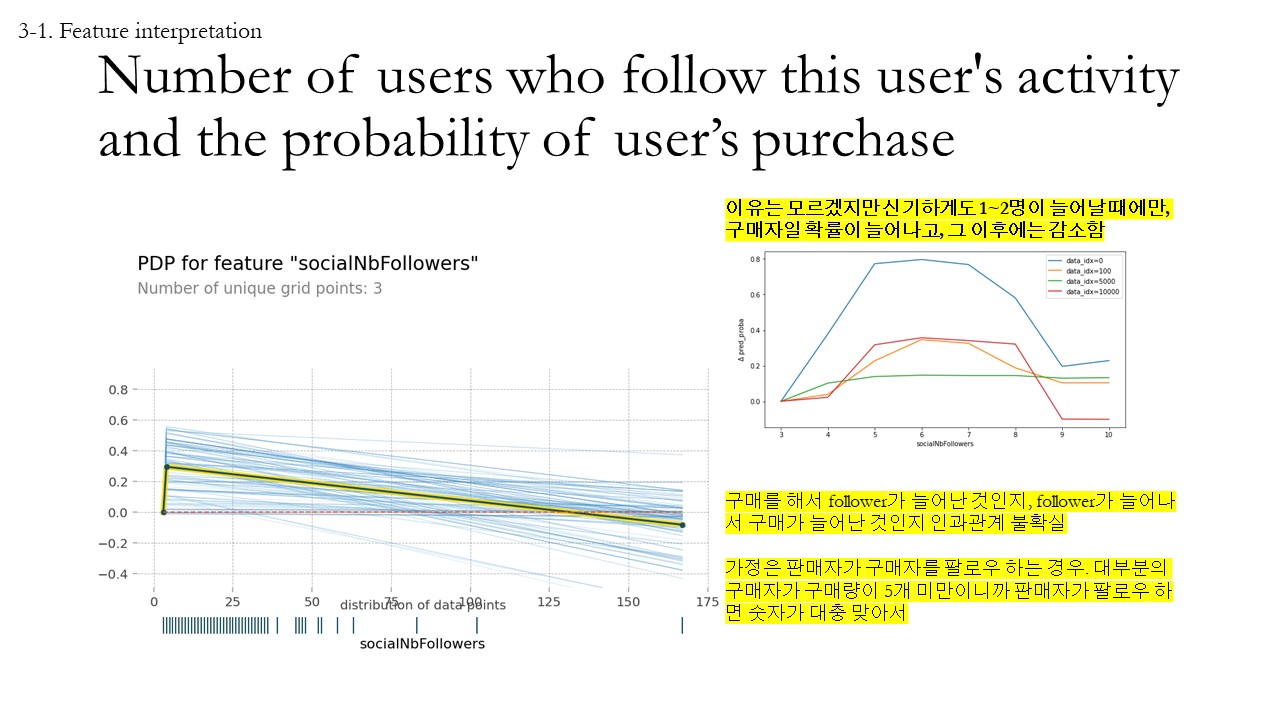 3-1. Feature interpretation
Number of users who follow this user's activity
and the probability of user’s purchase
이유는 모르겠지만 신기하게도 1~2명이 늘어날 때에만,
구매자일 확률이 늘어나고, 그 이후에는 감소함
PDP for feature "socialNbFollowers"
Number of unique grid points: 3
0.8
0.6
0.4
0.2
0.0
−0.2
−0.4
0 25 50 75 100 125 150 175
distribution of data points
socialNbFollowers
data_idx=0
data_idx=100
data_idx=5000
data_idx=10000
Δ pred_proba
0.8
0.6
0.4
0.2
0.0
3 4 5 6 7 8 9 10
socialNbFollowers
구매를 해서 follower가 늘어난 것인지, follower가 늘어나
서 구매가 늘어난 것인지 인과관계 불확실
가정은 판매자가 구매자를 팔로우 하는 경우. 대부분의
구매자가 구매량이 5개 미만이니까 판매자가 팔로우 하
면 숫자가 대충 맞아서